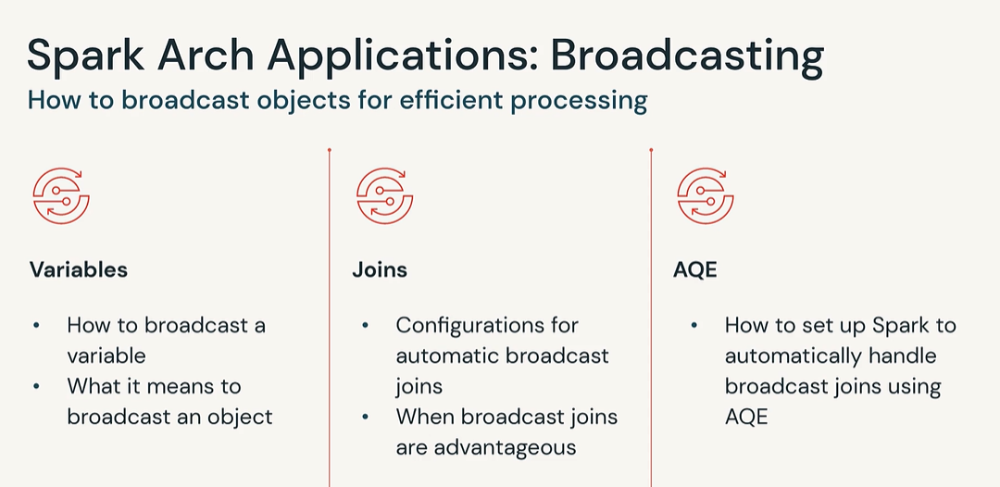 Spark Arch Applications: Broadcasting
How to broadcast objects for efficient processing
Variables
• How to broadcast a
variable
• What it means to
broadcast an object
Joins
• Configurations for
automatic broadcast
joins
• When broadcast joins
are advantageous
AQE
• How to set up Spark to
automatically handle
broadcast joins using
AQE